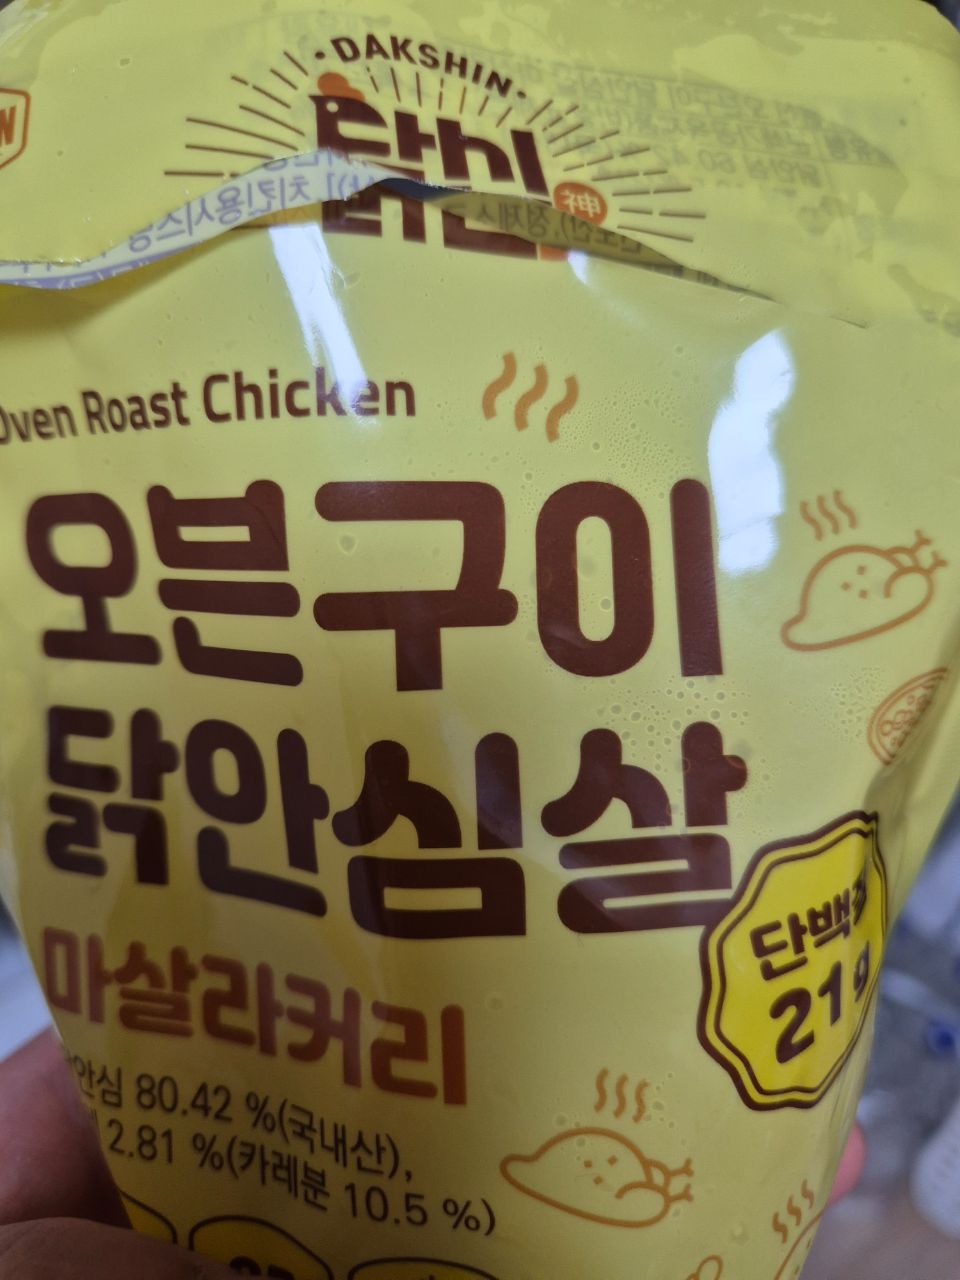 DAKSHIN
닭신
神
Oven Roast Chicken
오븐구이
닭안심살
마살라커리
단백질
21g
안심 80.42 %(국내산),
2.81 %(카레분 10.5 %)